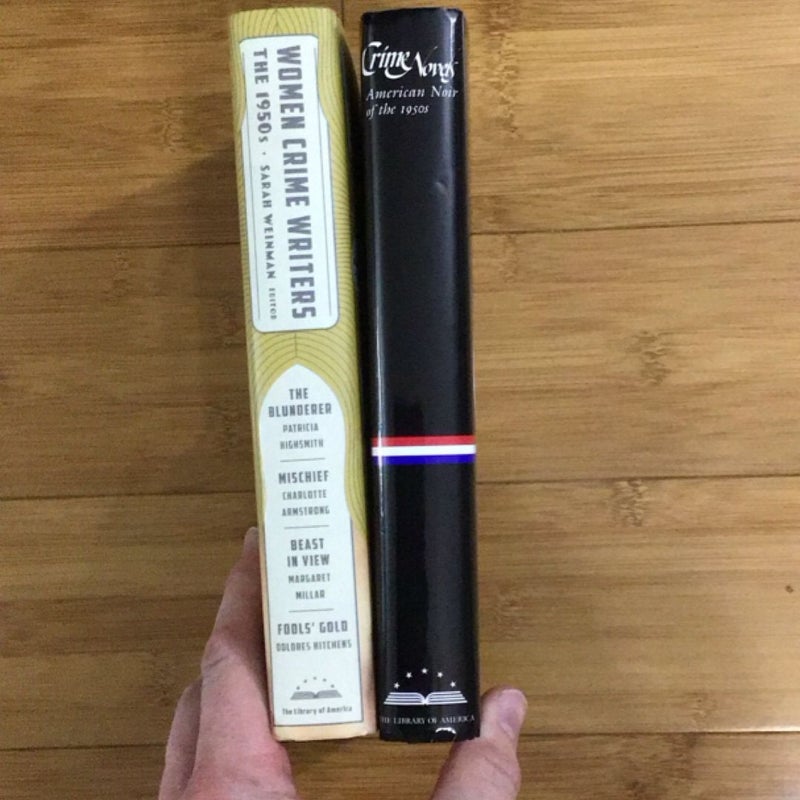 WOMEN CRIME WRITERS
THE 1950s · SARAH WEINMAN EDITOR
THE
BLUNDERER
PATRICIA
HIGHSMITH
MISCHIEF
CHARLOTTE
ARMSTRONG
BEAST
IN VIEW
MARGARET
MILLAR
FOOLS' GOLD
DOLORES HITCHENS
The Library of America
Crime Novels
American Noir
of the 1950s
THE LIBRARY OF AMERICA